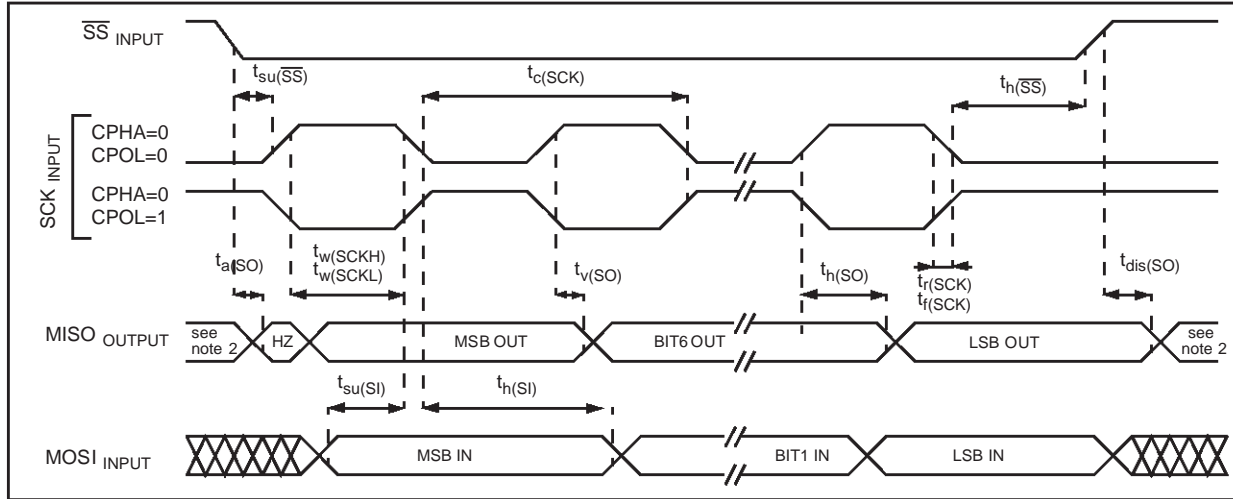 SS INPUT
tsu(SS)
tc(SCK)
th(SS)
SCK INPUT
CPHA=0
CPOL=0
CPHA=0
CPOL=1
ta(SO)
tw(SCKH)
tw(SCKL)
tv(SO)
th(SO)
tr(SCK)
tf(SCK)
tdis(SO)
MISO OUTPUT
see
note 2
HZ
MSB OUT
BIT6 OUT
LSB OUT
see
note 2
tsu(SI)
th(SI)
MOSI INPUT
MSB IN
BIT1 IN
LSB IN